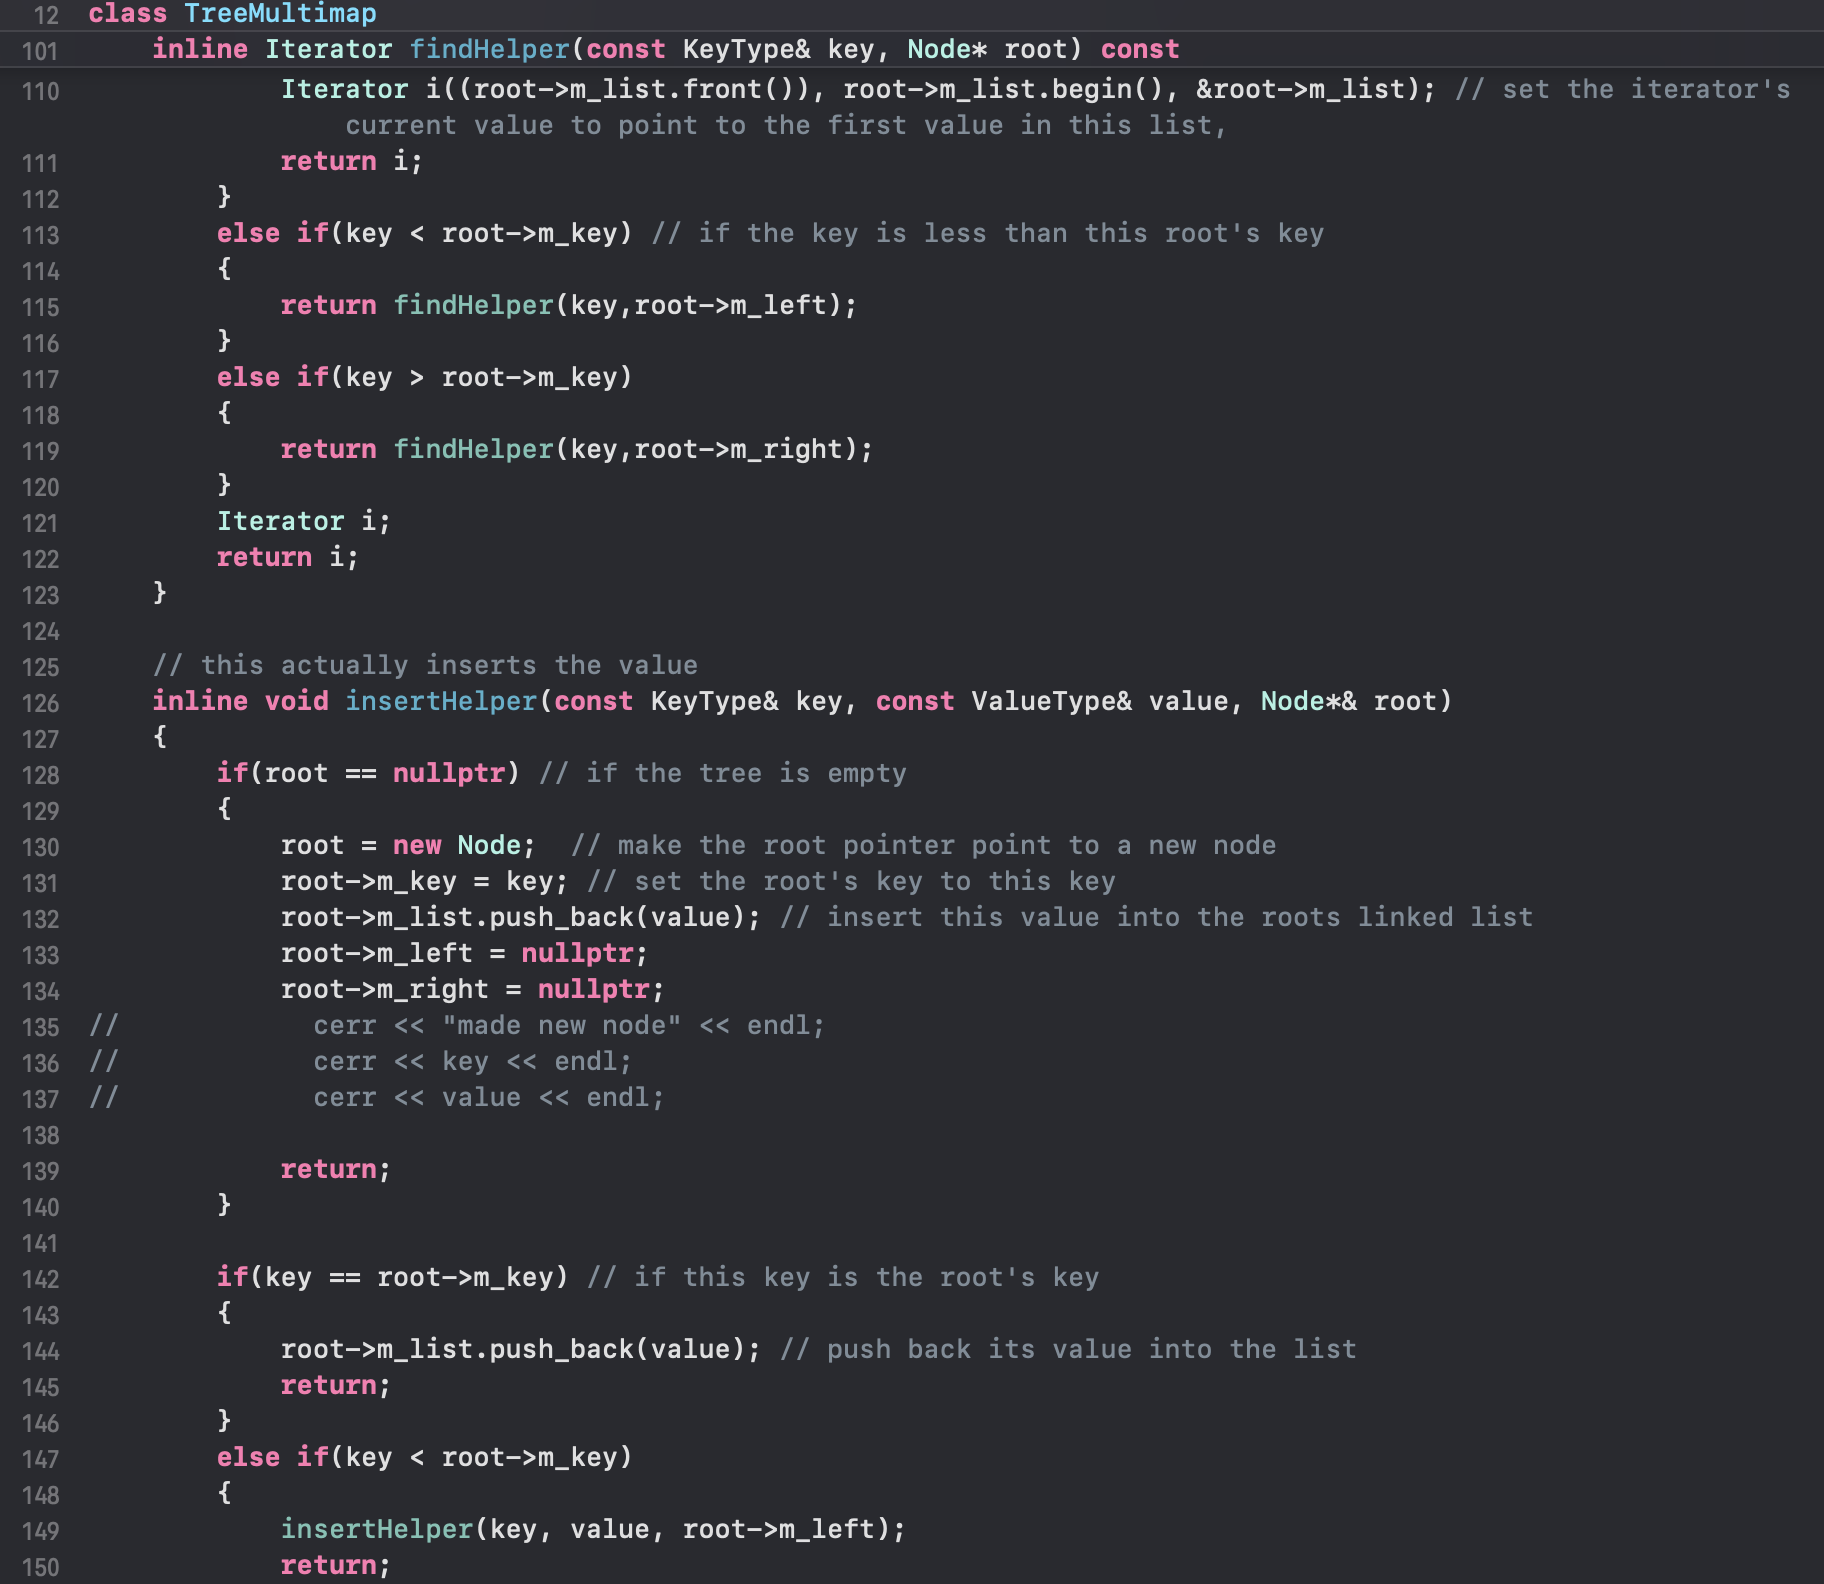 12 class TreeMultimap
101     inline Iterator findHelper(const KeyType& key, Node* root) const
110             Iterator i((root->m_list.front()), root->m_list.begin(), &root->m_list); // set the iterator's
                current value to point to the first value in this list,
111             return i;
112         }
113         else if(key < root->m_key) // if the key is less than this root's key
114         {
115             return findHelper(key,root->m_left);
116         }
117         else if(key > root->m_key)
118         {
119             return findHelper(key,root->m_right);
120         }
121         Iterator i;
122         return i;
123     }
124
125     // this actually inserts the value
126     inline void insertHelper(const KeyType& key, const ValueType& value, Node*& root)
127     {
128         if(root == nullptr) // if the tree is empty
129         {
130             root = new Node;  // make the root pointer point to a new node
131             root->m_key = key; // set the root's key to this key
132             root->m_list.push_back(value); // insert this value into the roots linked list
133             root->m_left = nullptr;
134             root->m_right = nullptr;
135 //            cerr << "made new node" << endl;
136 //            cerr << key << endl;
137 //            cerr << value << endl;
138
139             return;
140         }
141
142         if(key == root->m_key) // if this key is the root's key
143         {
144             root->m_list.push_back(value); // push back its value into the list
145             return;
146         }
147         else if(key < root->m_key)
148         {
149             insertHelper(key, value, root->m_left);
150             return;